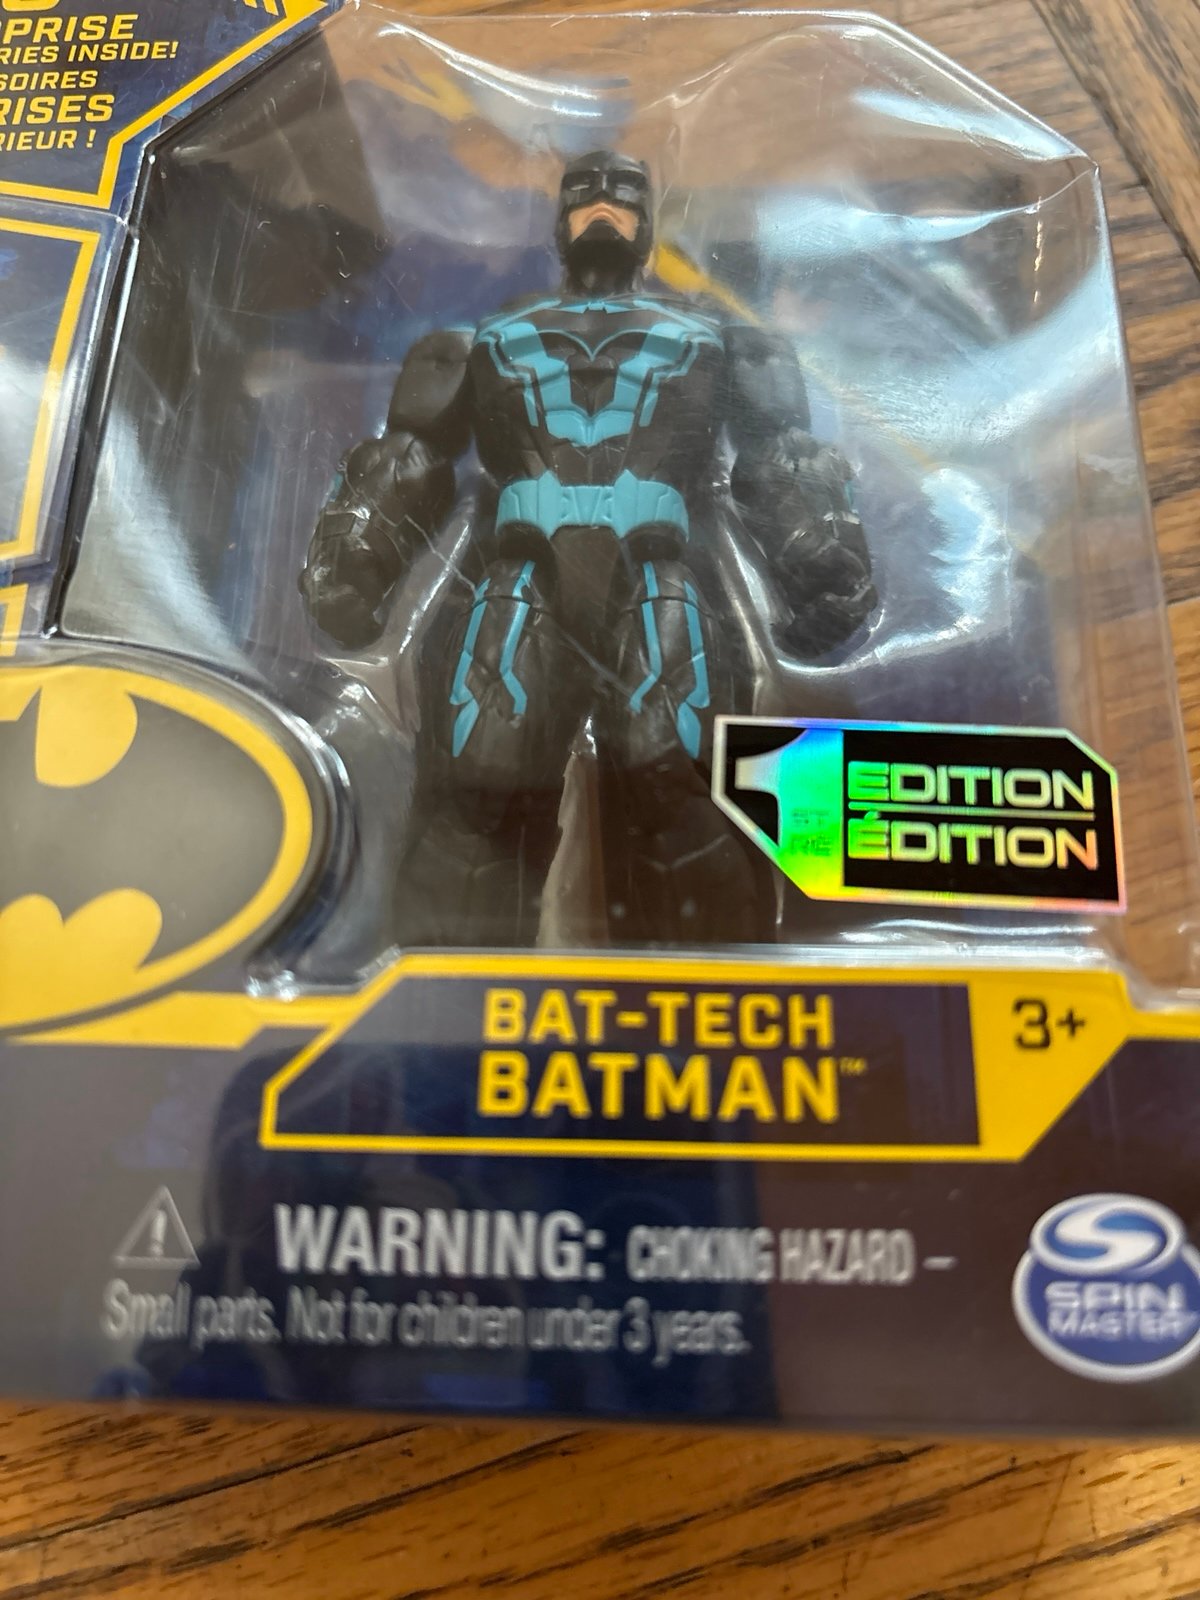 PRISE
RIES INSIDE!
SOIRES
RISES
RIEUR !
1 ST EDITION
RE ÉDITION
BAT-TECH
BATMAN™
3+
WARNING: CHOKING HAZARD –
Small parts. Not for children under 3 years.
SPIN
MASTER